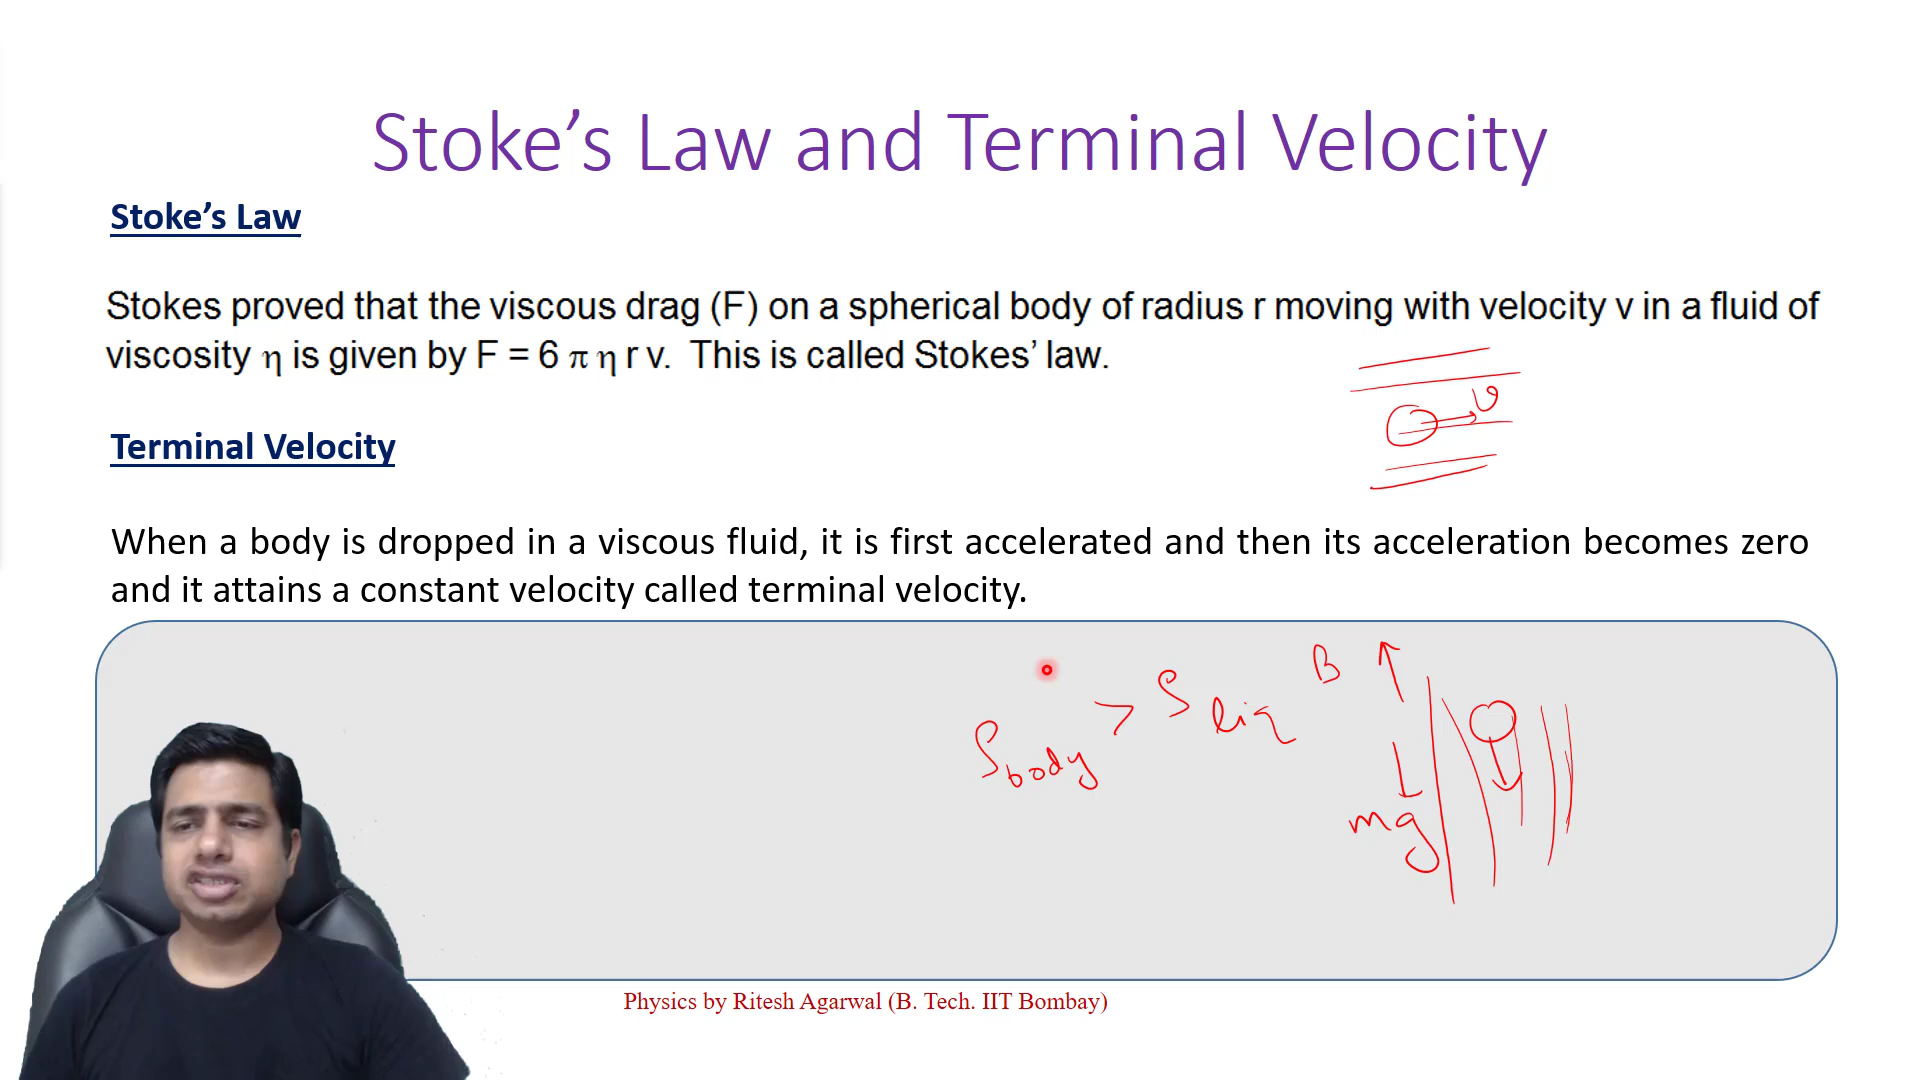 Stoke’s Law and Terminal Velocity
Stoke’s Law
Stokes proved that the viscous drag (F) on a spherical body of radius r moving with velocity v in a fluid of
viscosity η is given by F = 6 π η r v. This is called Stokes’ law.
v
Terminal Velocity
When a body is dropped in a viscous fluid, it is first accelerated and then its acceleration becomes zero
and it attains a constant velocity called terminal velocity.
B
ρbody > ρliq
mg
Physics by Ritesh Agarwal (B. Tech. IIT Bombay)